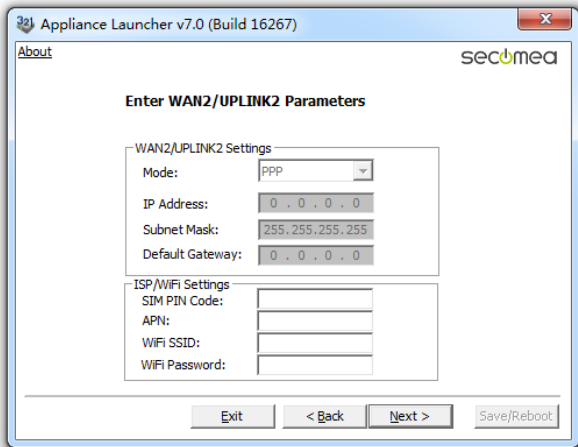 Appliance Launcher v7.0 (Build 16267)
About
secomea
Enter WAN2/UPLINK2 Parameters
WAN2/UPLINK2 Settings
Mode: PPP
IP Address: 0 . 0 . 0 . 0
Subnet Mask: 255.255.255.255
Default Gateway: 0 . 0 . 0 . 0
ISP/WiFi Settings
SIM PIN Code:
APN:
WiFi SSID:
WiFi Password:
Exit < Back Next > Save/Reboot